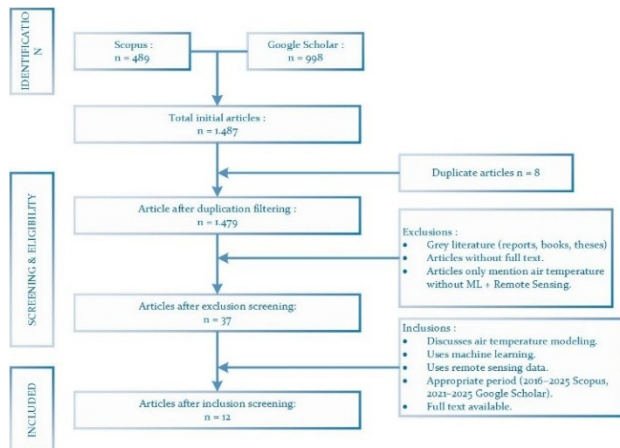 IDENTIFICATIO
N
Scopus :
n = 489
Google Scholar :
n = 998
Total initial articles :
n = 1.487
Duplicate articles n = 8
SCREENING & ELIGIBILITY
Article after duplication filtering :
n = 1.479
Exclusions :
• Grey literature (reports, books, theses)
• Articles without full text.
• Articles only mention air temperature
without ML + Remote Sensing.
Articles after exclusion screening:
n = 37
Inclusions :
• Discusses air temperature modeling.
• Uses machine learning.
• Uses remote sensing data.
• Appropriate period (2016–2025 Scopus,
2021–2025 Google Scholar).
• Full text available.
INCLUDED
Articles after inclusion screening:
n = 12